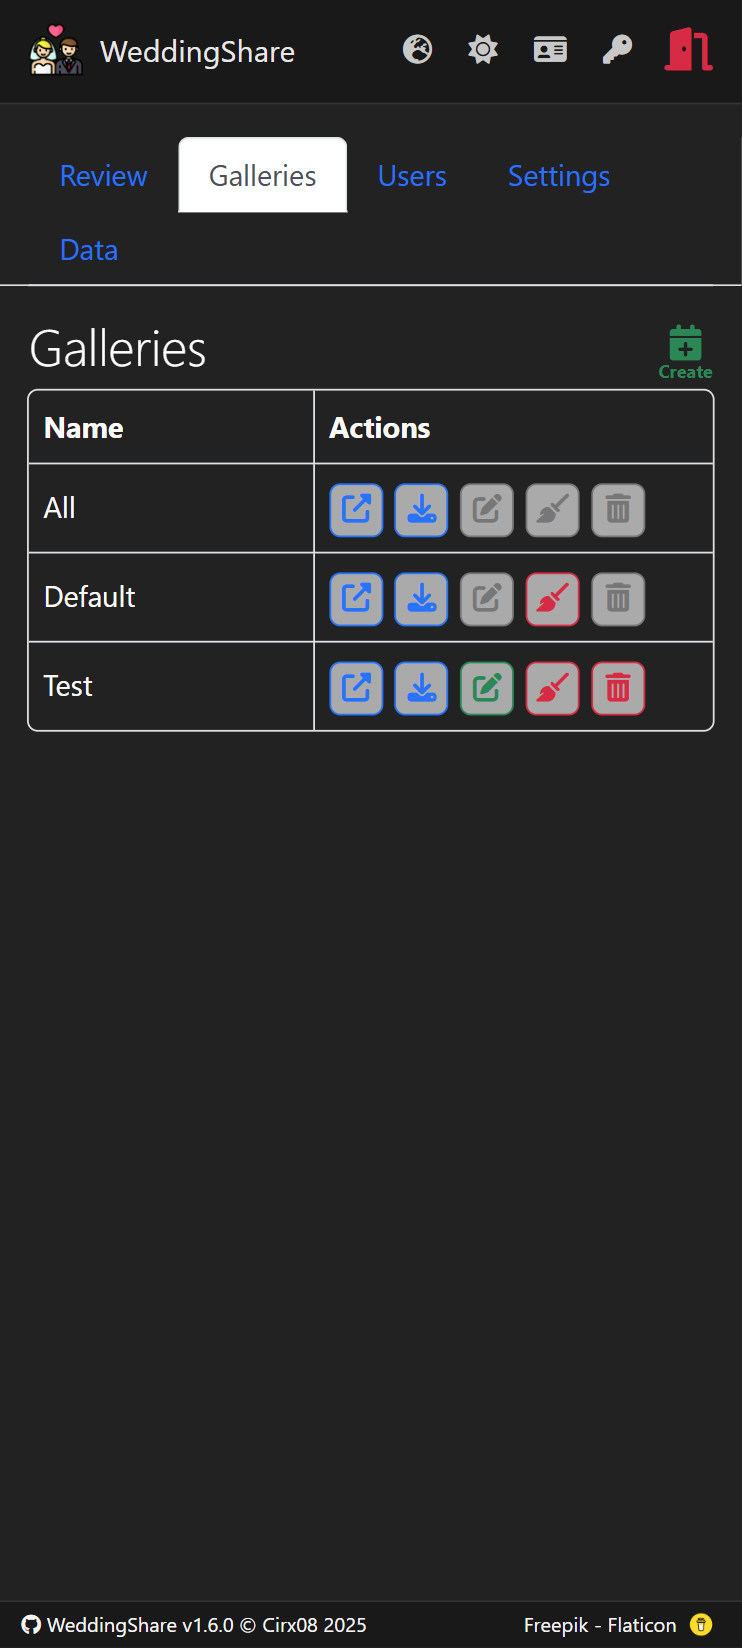 WeddingShare
Review Galleries Users Settings
Data
Galleries
Create
Name Actions
All
Default
Test
WeddingShare v1.6.0 © Cirx08 2025 Freepik - Flaticon